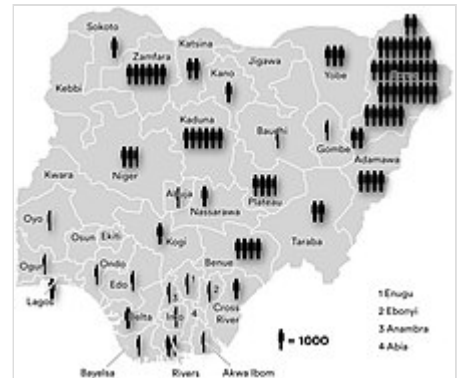 Sokoto
Katsina
Zamfara
Jigawa
Yobe
Kano
Kebbi
Kaduna
Bauchi
Gombe
Adamawa
Niger
Abuja
Kwara
Nassarawa
Plateau
Oyo
Taraba
Osun
Ekiti
Kogi
Benue
Ogun
Ondo
Edo
Lagos
1
2
3
4
Delta
Imo
Cross
River
Bayelsa
Rivers
Akwa Ibom
= 1000
1 Enugu
2 Ebonyi
3 Anambra
4 Abia